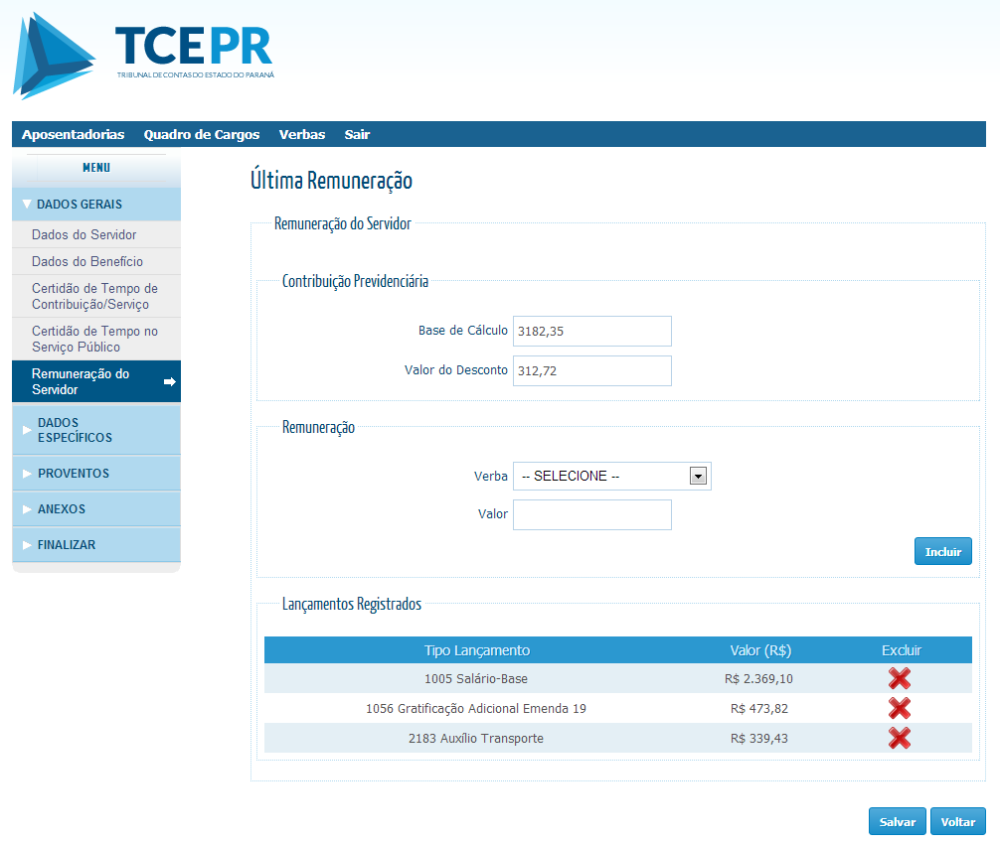 TCEPR
TRIBUNAL DE CONTAS DO ESTADO DO PARANÁ
Aposentadorias Quadro de Cargos Verbas Sair
MENU
DADOS GERAIS
Dados do Servidor
Dados do Benefício
Certidão de Tempo de
Contribuição/Serviço
Certidão de Tempo no
Serviço Público
Remuneração do
Servidor
DADOS
ESPECÍFICOS
PROVENTOS
ANEXOS
FINALIZAR
Última Remuneração
Remuneração do Servidor
Contribuição Previdenciária
Base de Cálculo 3182,35
Valor do Desconto 312,72
Remuneração
Verba -- SELECIONE --
Valor
Incluir
Lançamentos Registrados
Tipo Lançamento Valor (R$) Excluir
1005 Salário-Base R$ 2.369,10
1056 Gratificação Adicional Emenda 19 R$ 473,82
2183 Auxílio Transporte R$ 339,43
Salvar Voltar